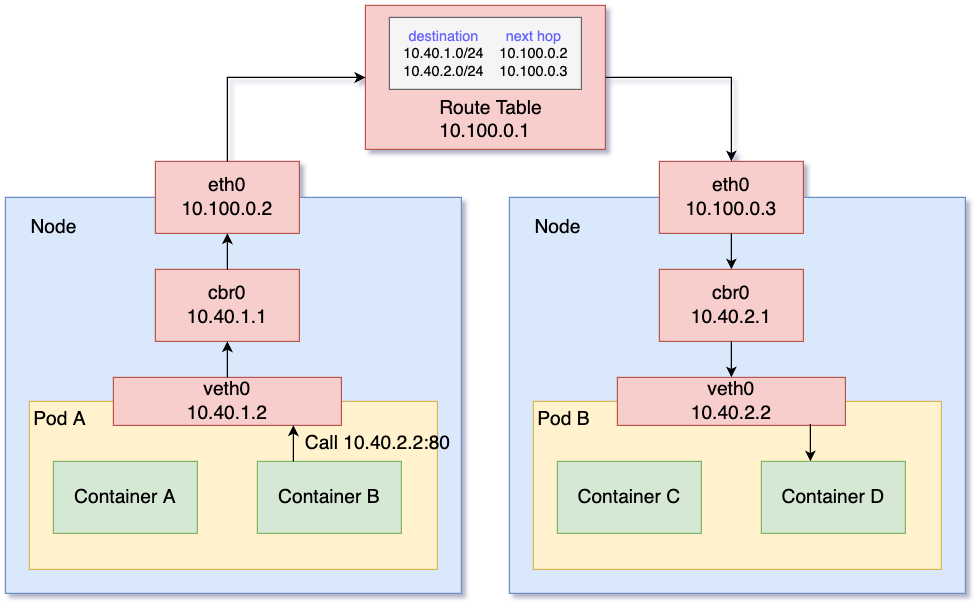 destination next hop
10.40.1.0/24 10.100.0.2
10.40.2.0/24 10.100.0.3
Route Table
10.100.0.1
eth0
10.100.0.2
Node
cbr0
10.40.1.1
veth0
10.40.1.2
Pod A
Call 10.40.2.2:80
Container A
Container B
eth0
10.100.0.3
Node
cbr0
10.40.2.1
veth0
10.40.2.2
Pod B
Container C
Container D